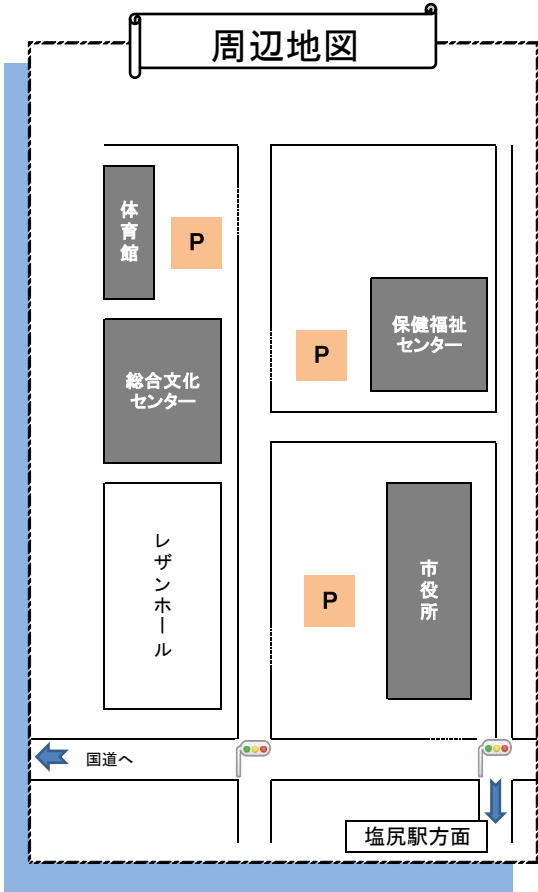 周辺地図
体育館
P
保健福祉
センター
P
総合文化
センター
レザンホール
市役所
P
国道へ
塩尻駅方面